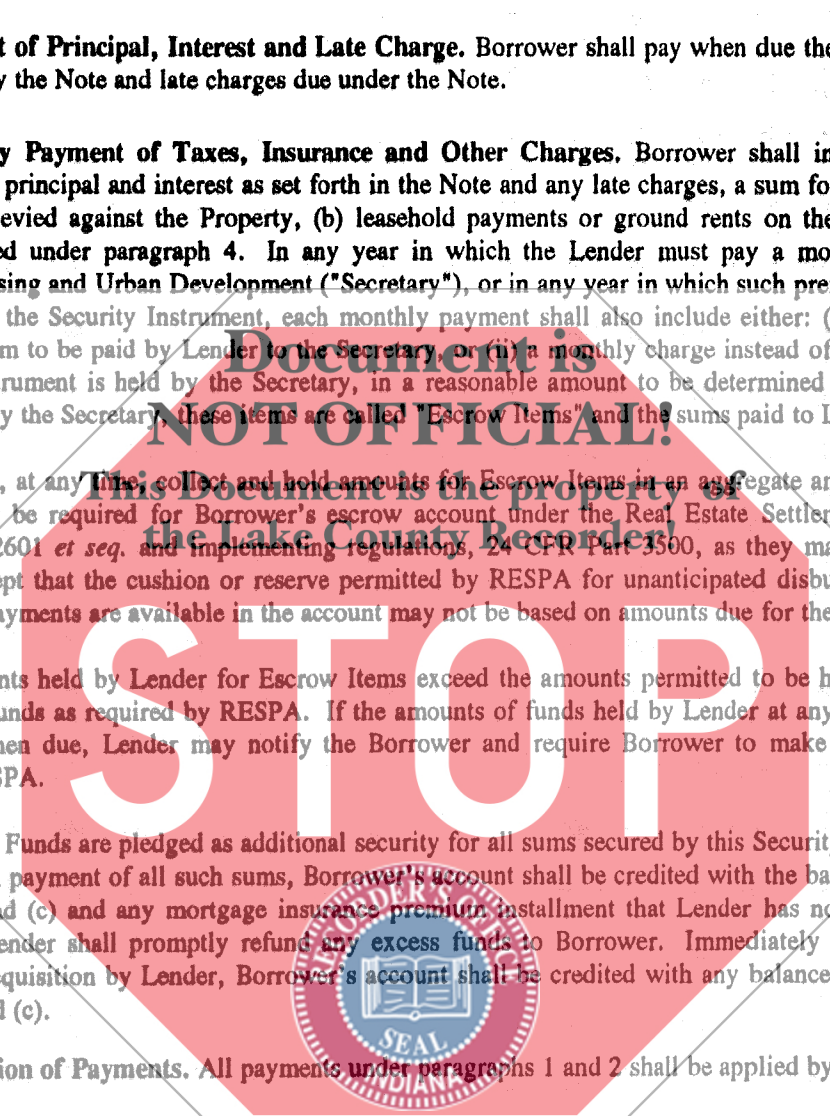 t of Principal, Interest and Late Charge. Borrower shall pay when due the
y the Note and late charges due under the Note.
y Payment of Taxes, Insurance and Other Charges. Borrower shall in
principal and interest as set forth in the Note and any late charges, a sum fo
evied against the Property, (b) leasehold payments or ground rents on the
ed under paragraph 4. In any year in which the Lender must pay a mo
sing and Urban Development ("Secretary"), or in any year in which such pre
the Security Instrument, each monthly payment shall also include either: (
m to be paid by Lender to the Secretary, or (ii) a monthly charge instead of
rument is held by the Secretary, in a reasonable amount to be determined
y the Secretary, these items are called "Escrow Items" and the sums paid to L
Document is
NOT OFFICIAL!
This Document is the property of
the Lake County Recorder!
, at any time, collect and hold amounts for Escrow Items in an aggregate
be required for Borrower's escrow account under the Real Estate Settle
2601 et seq. and implementing regulations, 24 CFR Part 3500, as they ma
ept that the cushion or reserve permitted by RESPA for unanticipated disbu
ayments are available in the account may not be based on amounts due for the
STOP
nts held by Lender for Escrow Items exceed the amounts permitted to be h
unds as required by RESPA. If the amounts of funds held by Lender at any
hen due, Lender may notify the Borrower and require Borrower to make
SPA.
Funds are pledged as additional security for all sums secured by this Securit
payment of all such sums, Borrower's account shall be credited with the ba
d (c) and any mortgage insurance premium installment that Lender has no
ender shall promptly refund any excess funds to Borrower. Immediately
quisition by Lender, Borrower's account shall be credited with any balance
(c).
SEAL
INDIANA
ion of Payments. All payments under paragraphs 1 and 2 shall be applied by